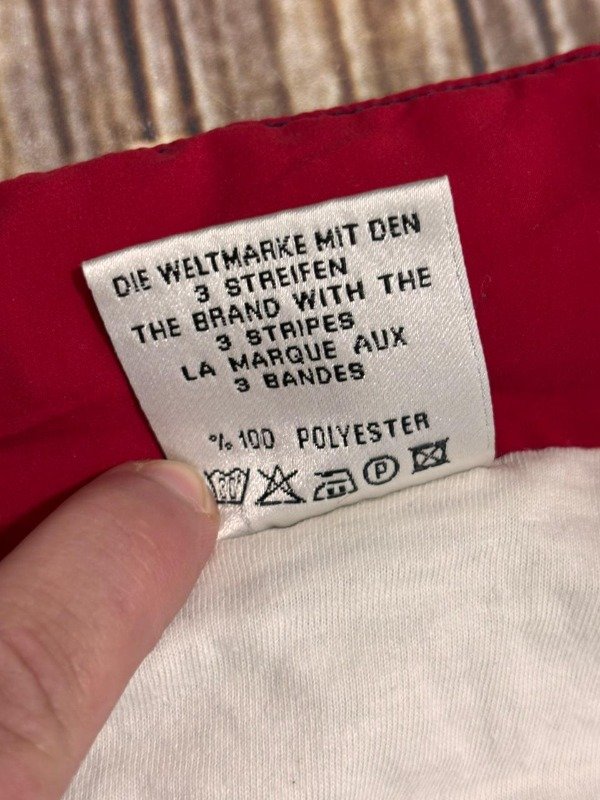 DIE WELTMARKE MIT DEN
3 STREIFEN
THE BRAND WITH THE
3 STRIPES
LA MARQUE AUX
3 BANDES
% 100 POLYESTER
P